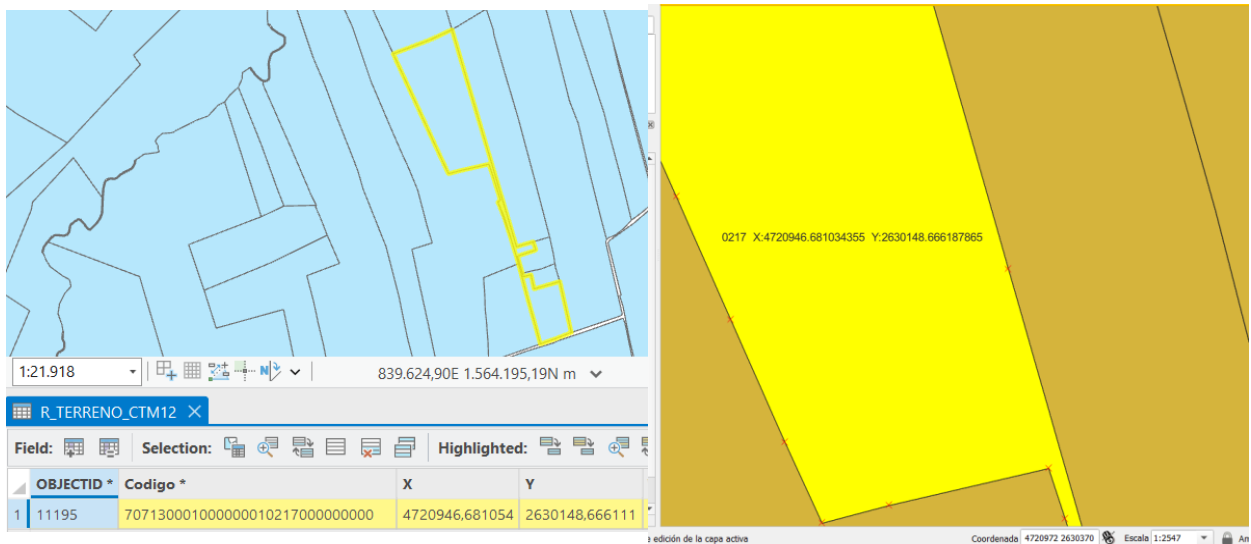 0217 X:4720946.681034355 Y:2630148.666187865
1:21.918
839.624,90E 1.564.195,19N m
R_TERRENO_CTM12
Field: Selection: Highlighted:
OBJECTID * Codigo * X Y
1 11195 707130001000000010217000000000 4720946,681054 2630148,666111
edición de la capa activa Coordenada 4720972 2630370 Escala 1:2547